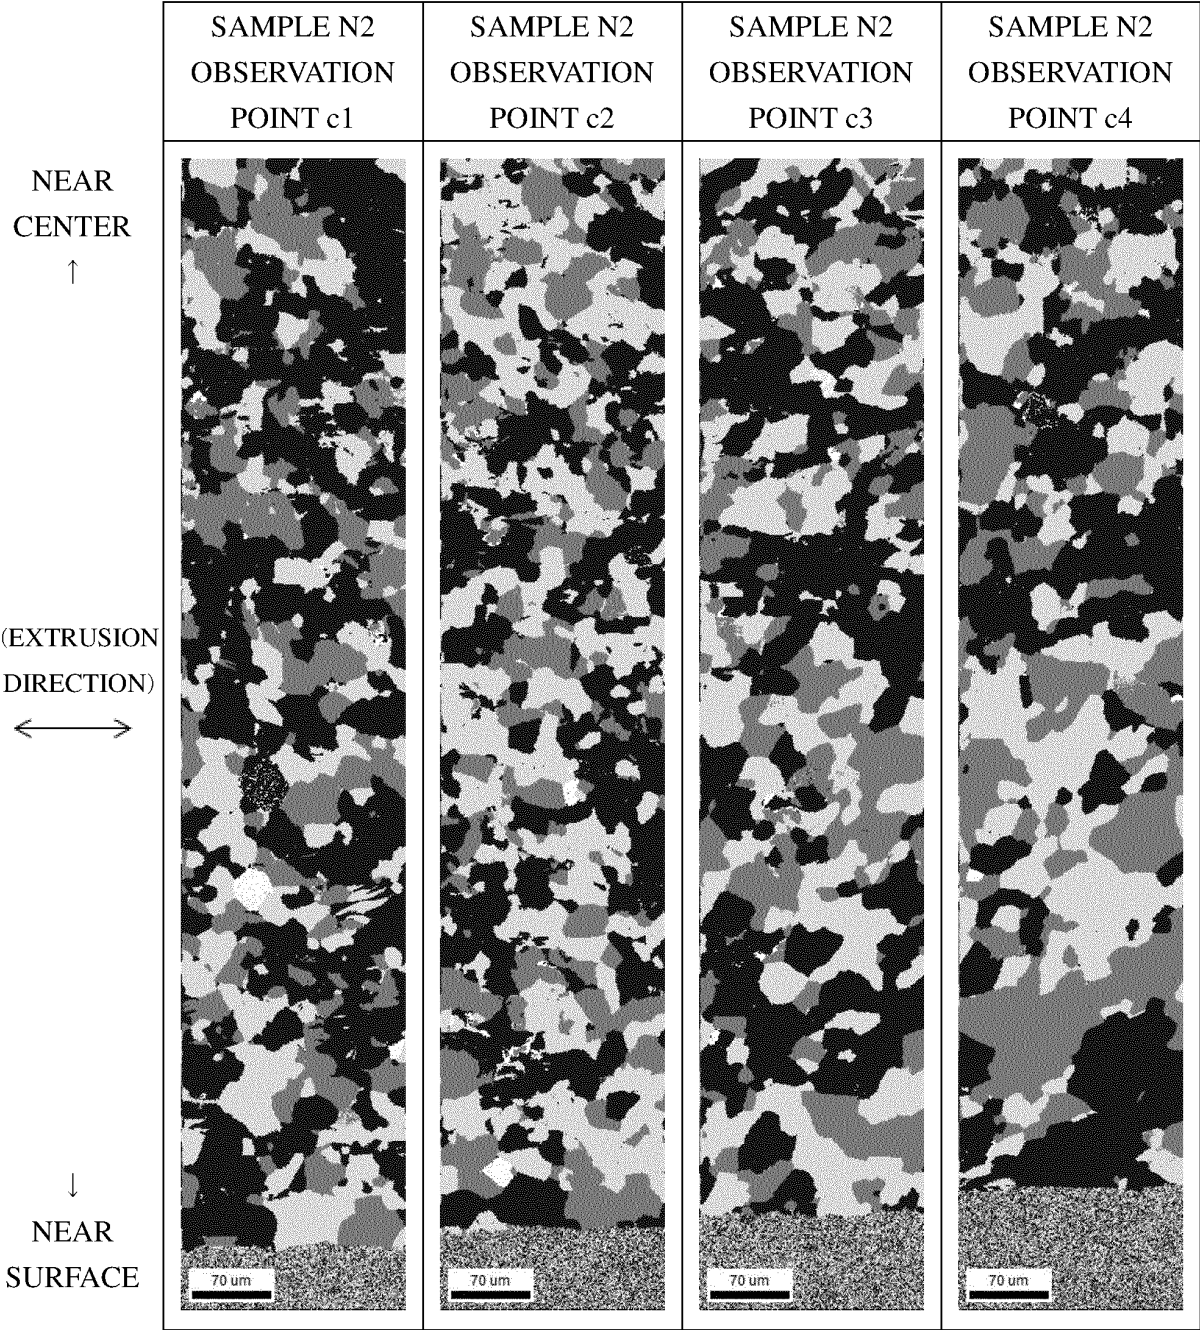 SAMPLE N2
OBSERVATION
POINT c1
SAMPLE N2
OBSERVATION
POINT c2
SAMPLE N2
OBSERVATION
POINT c3
SAMPLE N2
OBSERVATION
POINT c4
NEAR
CENTER
↑
(EXTRUSION
DIRECTION)
↔
↓
NEAR
SURFACE
70 um
70 um
70 um
70 um